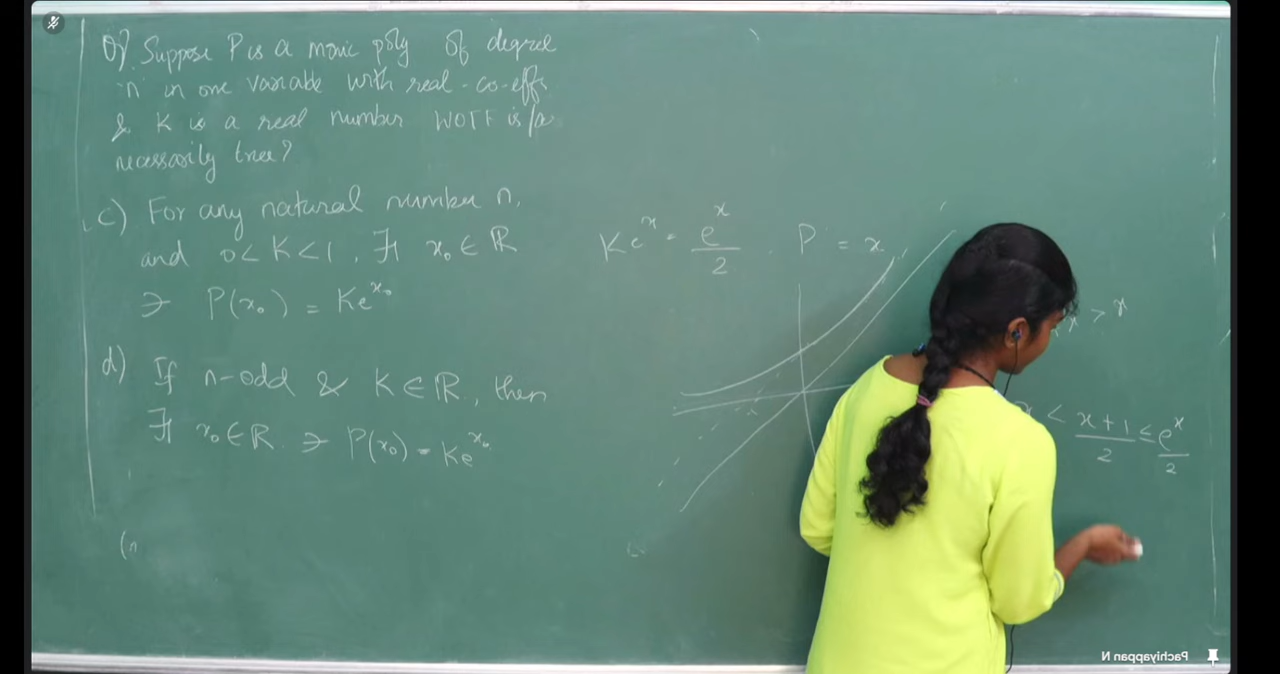 Q7. Suppose P is a monic poly of degree
'n' in one variable with real-co-effs
& K is a real number WOTF is/a
necessarily true?
c) For any natural number n,
and 0 < K < 1, ∃ x₀ ∈ ℝ
∋ P(x₀) = Ke^{x₀}
d) If n-odd & K ∈ ℝ, then
∃ x₀ ∈ ℝ ∋ P(x₀) = Ke^{x₀}
Ke^x = e^x/2 . P = x
x > x
< (x+1)/2 ≤ e^x/2
Pachiyappan N